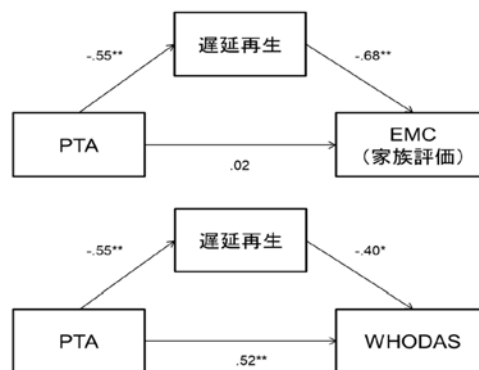 遅延再生
-.55**
-.68**
PTA
EMC
（家族評価）
.02
遅延再生
-.55**
-.40*
PTA
WHODAS
.52**